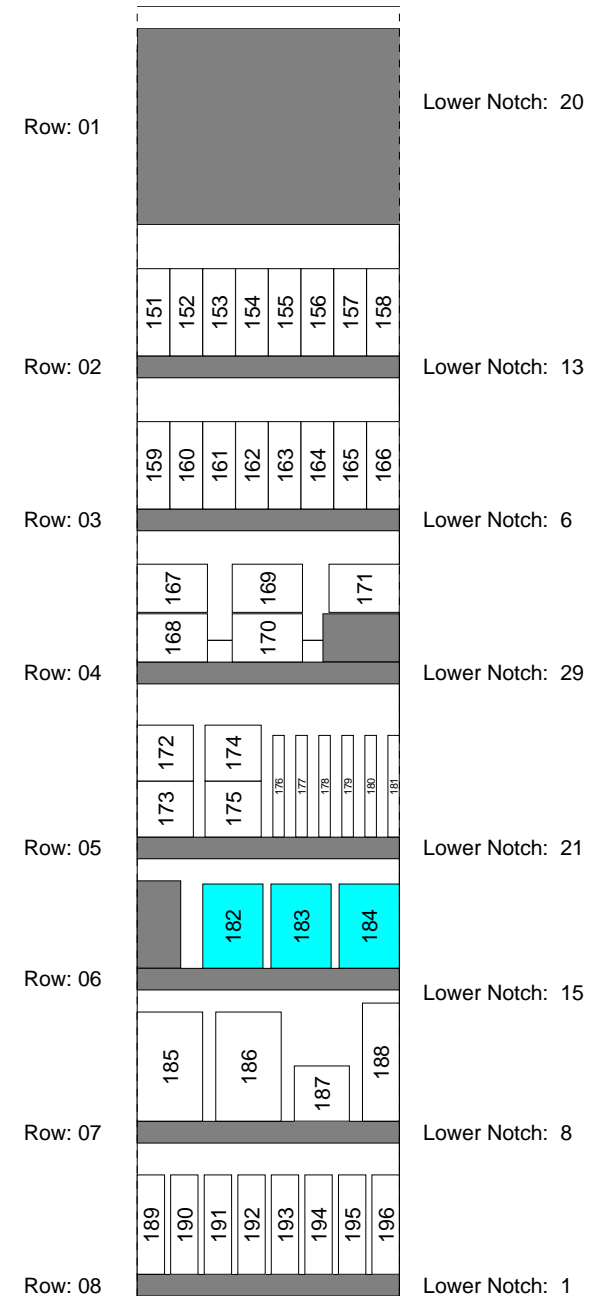 Row: 01 Lower Notch: 20
151 152 153 154 155 156 157 158
Row: 02 Lower Notch: 13
159 160 161 162 163 164 165 166
Row: 03 Lower Notch: 6
167 169 171
168 170
Row: 04 Lower Notch: 29
172 174
173 175 176 177 178 179 180 181
Row: 05 Lower Notch: 21
182 183 184
Row: 06 Lower Notch: 15
185 186 187 188
Row: 07 Lower Notch: 8
189 190 191 192 193 194 195 196
Row: 08 Lower Notch: 1